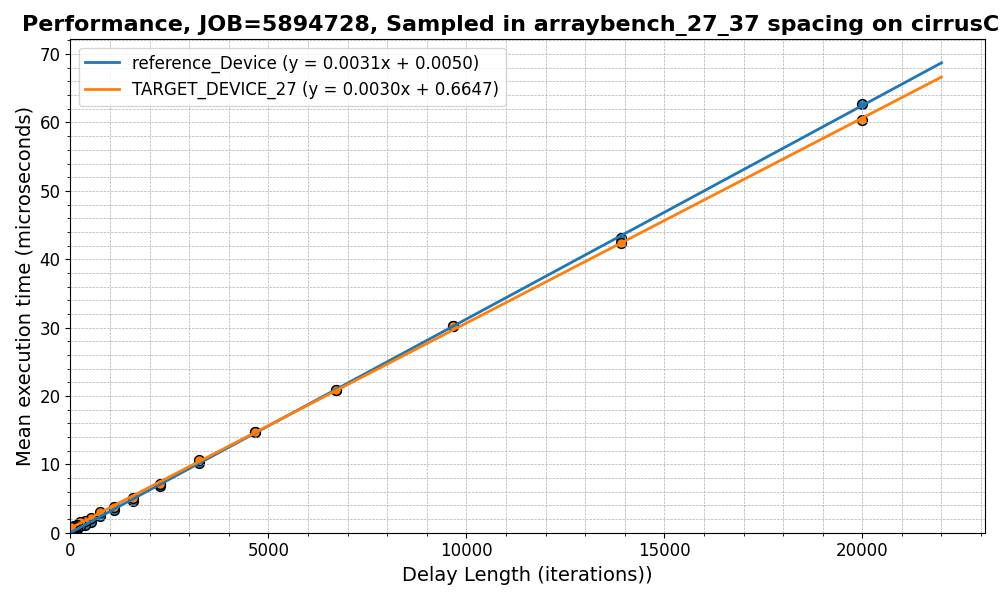 Performance, JOB=5894728, Sampled in arraybench_27_37 spacing on cirrusC
70
60
50
40
30
20
10
0
reference_Device (y = 0.0031x + 0.0050)
TARGET_DEVICE_27 (y = 0.0030x + 0.6647)
Mean execution time (microseconds)
0 5000 10000 15000 20000
Delay Length (iterations))